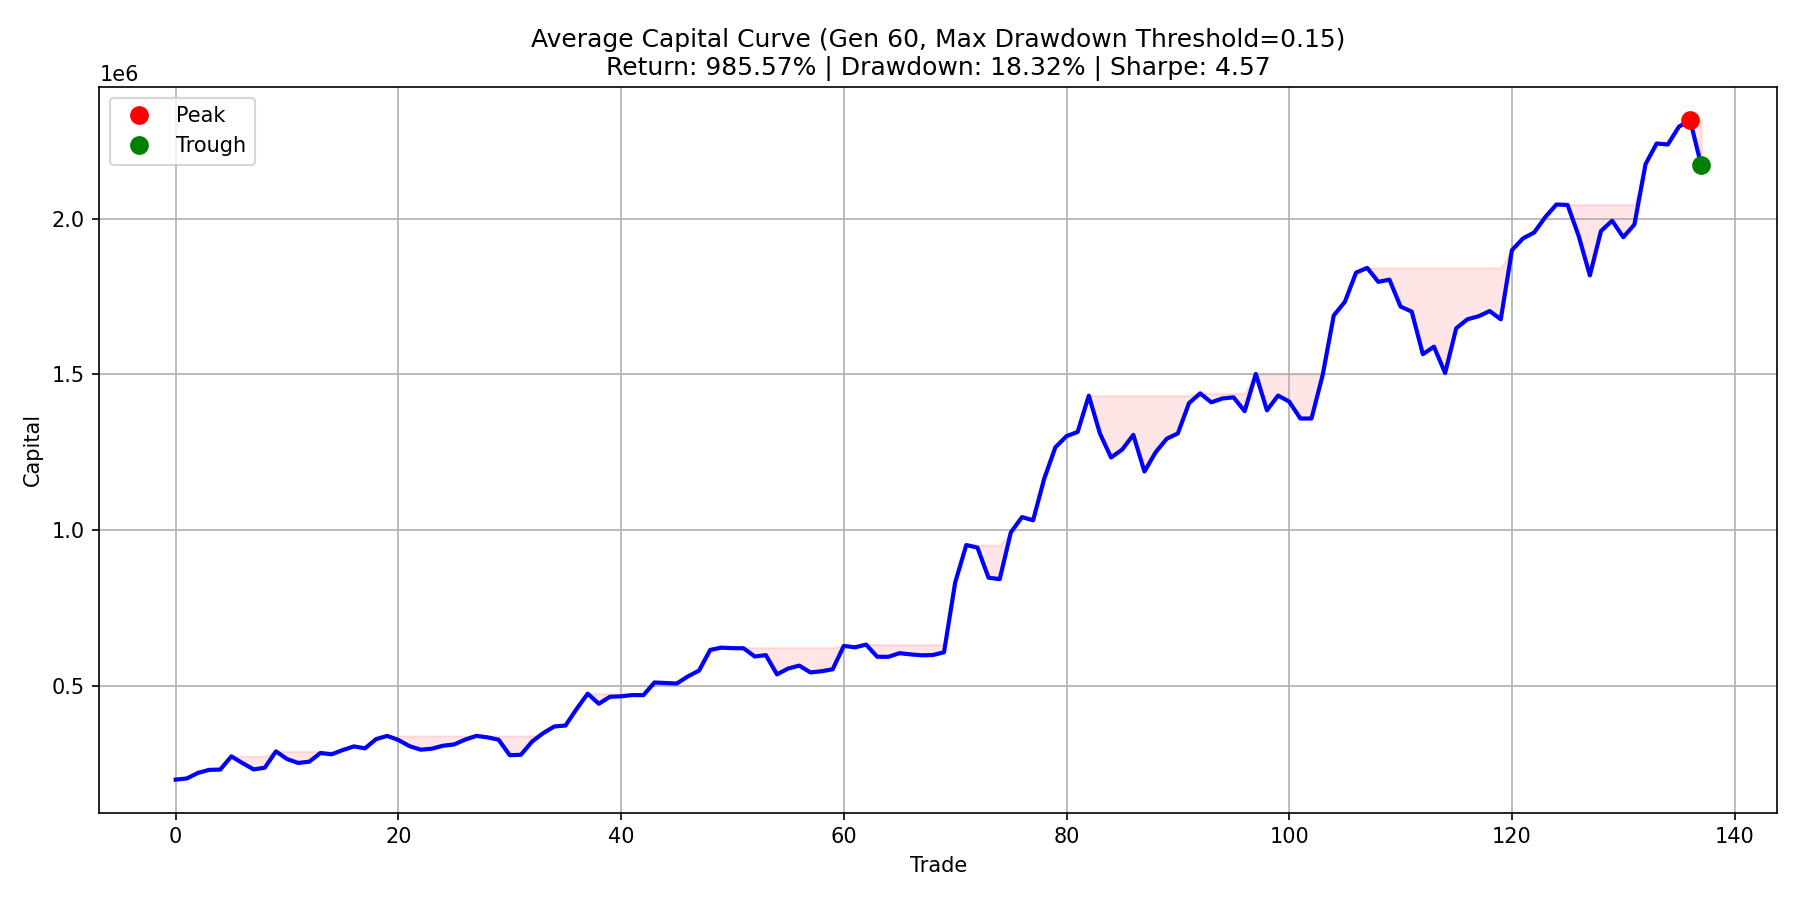 Average Capital Curve (Gen 60, Max Drawdown Threshold=0.15)
Return: 985.57% | Drawdown: 18.32% | Sharpe: 4.57
1e6
Peak
Trough
2.0
1.5
1.0
0.5
Capital
0 20 40 60 80 100 120 140
Trade